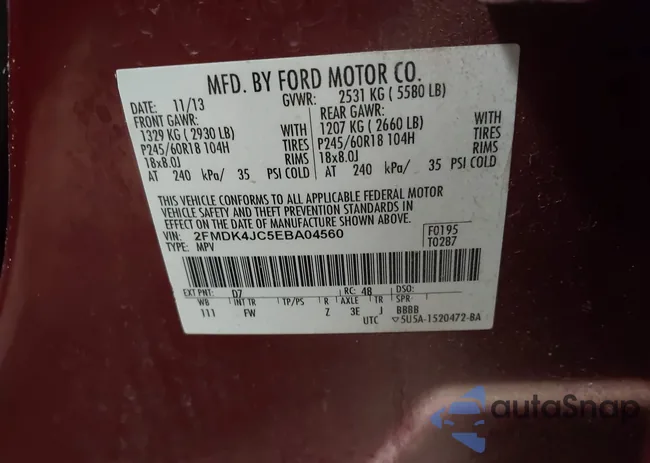 MFD. BY FORD MOTOR CO.
DATE: 11/13 GVWR: 2531 KG ( 5580 LB)
FRONT GAWR: REAR GAWR:
1329 KG ( 2930 LB) WITH 1207 KG ( 2660 LB) WITH
P245/60R18 104H TIRES P245/60R18 104H TIRES
18x8.0J RIMS 18x8.0J RIMS
AT 240 kPa/ 35 PSI COLD AT 240 kPa/ 35 PSI COLD
THIS VEHICLE CONFORMS TO ALL APPLICABLE FEDERAL MOTOR
VEHICLE SAFETY AND THEFT PREVENTION STANDARDS IN
EFFECT ON THE DATE OF MANUFACTURE SHOWN ABOVE.
VIN: 2FMDK4JC5EBA04560 F0195
TYPE: MPV T0287
EXT PNT: D7 RC: 48 DSO:
WB INT TR TP/PS R AXLE TR SPR
111 FW Z 3E J BBBB
UTC ▽5U5A-1520472-BA
autoSnap